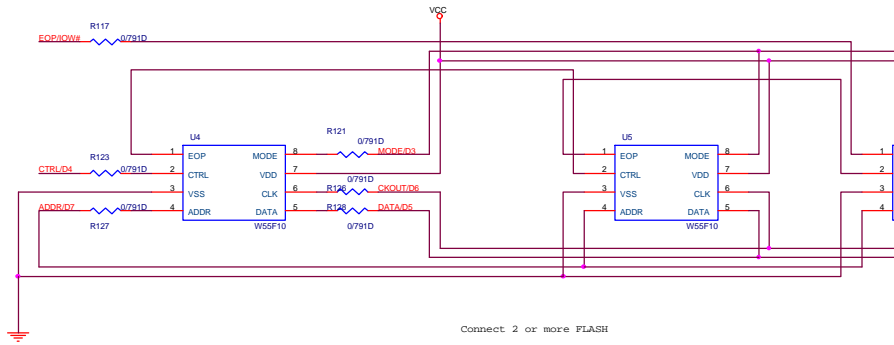 VCC
R117
EOP/IOW#
0/791D
U4
R121
U5
0/791D
1
EOP
MODE
8
MODE/D3
1
EOP
MODE
8
1
R123
CTRL/D4
0/791D
2
CTRL
VDD
7
2
CTRL
VDD
7
2
0/791D
3
VSS
CLK
6
R126
CKOUT/D6
3
VSS
CLK
6
3
ADDR/D7
0/791D
4
ADDR
DATA
5
R128
DATA/D5
4
ADDR
DATA
5
4
R127
W55F10
0/791D
W55F10
Connect 2 or more FLASH